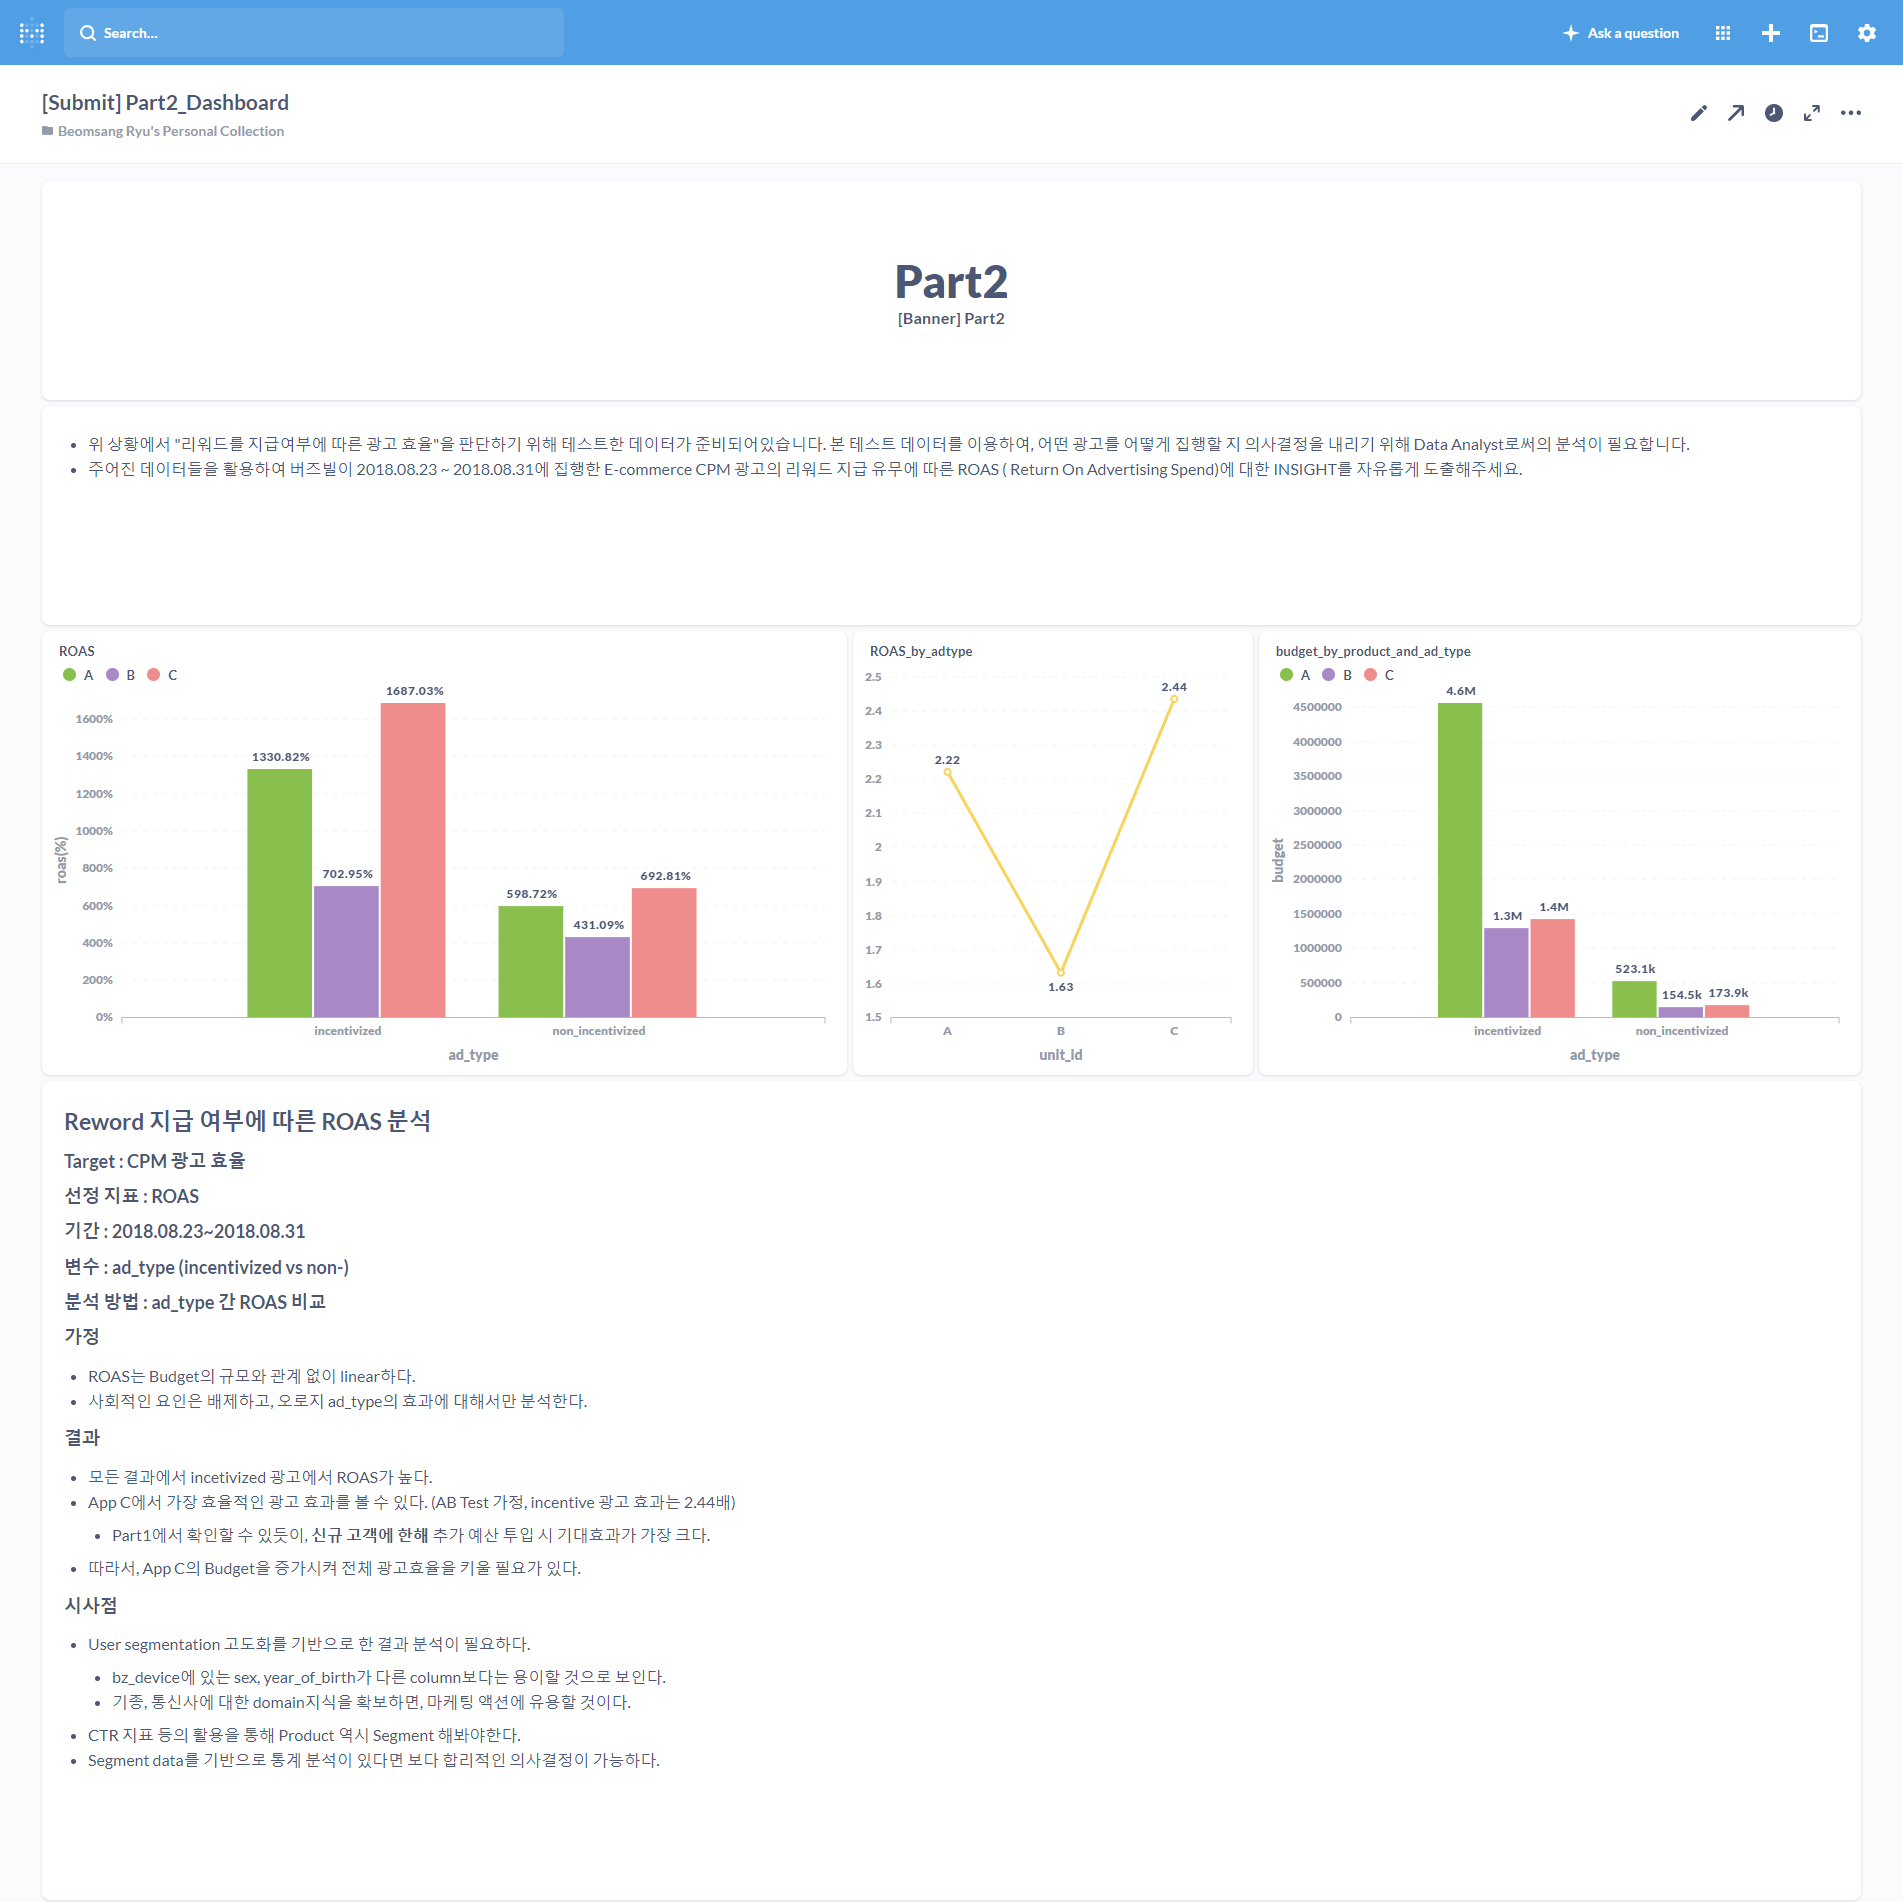 Search...
Ask a question
[Submit] Part2_Dashboard
Beomsang Ryu's Personal Collection
Part2
[Banner] Part2
위 상황에서 "리워드를 지급여부에 따른 광고 효율"을 판단하기 위해 테스트한 데이터가 준비되어있습니다. 본 테스트 데이터를 이용하여, 어떤 광고를 어떻게 집행할 지 의사결정을 내리기 위해 Data Analyst로써의 분석이 필요합니다.
주어진 데이터들을 활용하여 버즈빌이 2018.08.23 ~ 2018.08.31에 집행한 E-commerce CPM 광고의 리워드 지급 유무에 따른 ROAS ( Return On Advertising Spend)에 대한 INSIGHT를 자유롭게 도출해주세요.
ROAS
A B C
1687.03%
1600%
1330.82%
1400%
1200%
1000%
702.95%
692.81%
800%
598.72%
600%
431.09%
400%
200%
0%
roas(%)
incentivized non_incentivized
ad_type
ROAS_by_adtype
2.5
2.44
2.4
2.3
2.22
2.2
2.1
2
1.9
1.8
1.7
1.6
1.63
1.5
A B C
unit_id
budget_by_product_and_ad_type
A B C
4.6M
4500000
4000000
3500000
3000000
2500000
2000000
1500000
1.3M 1.4M
1000000
523.1k
500000
154.5k 173.9k
0
budget
incentivized non_incentivized
ad_type
Reword 지급 여부에 따른 ROAS 분석
Target : CPM 광고 효율
선정 지표 : ROAS
기간 : 2018.08.23~2018.08.31
변수 : ad_type (incentivized vs non-)
분석 방법 : ad_type 간 ROAS 비교
가정
ROAS는 Budget의 규모와 관계 없이 linear하다.
사회적인 요인은 배제하고, 오로지 ad_type의 효과에 대해서만 분석한다.
결과
모든 결과에서 incetivized 광고에서 ROAS가 높다.
App C에서 가장 효율적인 광고 효과를 볼 수 있다. (AB Test 가정, incentive 광고 효과는 2.44배)
Part1에서 확인할 수 있듯이, 신규 고객에 한해 추가 예산 투입 시 기대효과가 가장 크다.
따라서, App C의 Budget을 증가시켜 전체 광고효율을 키울 필요가 있다.
시사점
User segmentation 고도화를 기반으로 한 결과 분석이 필요하다.
bz_device에 있는 sex, year_of_birth가 다른 column보다는 용이할 것으로 보인다.
기종, 통신사에 대한 domain지식을 확보하면, 마케팅 액션에 유용할 것이다.
CTR 지표 등의 활용을 통해 Product 역시 Segment 해봐야한다.
Segment data를 기반으로 통계 분석이 있다면 보다 합리적인 의사결정이 가능하다.